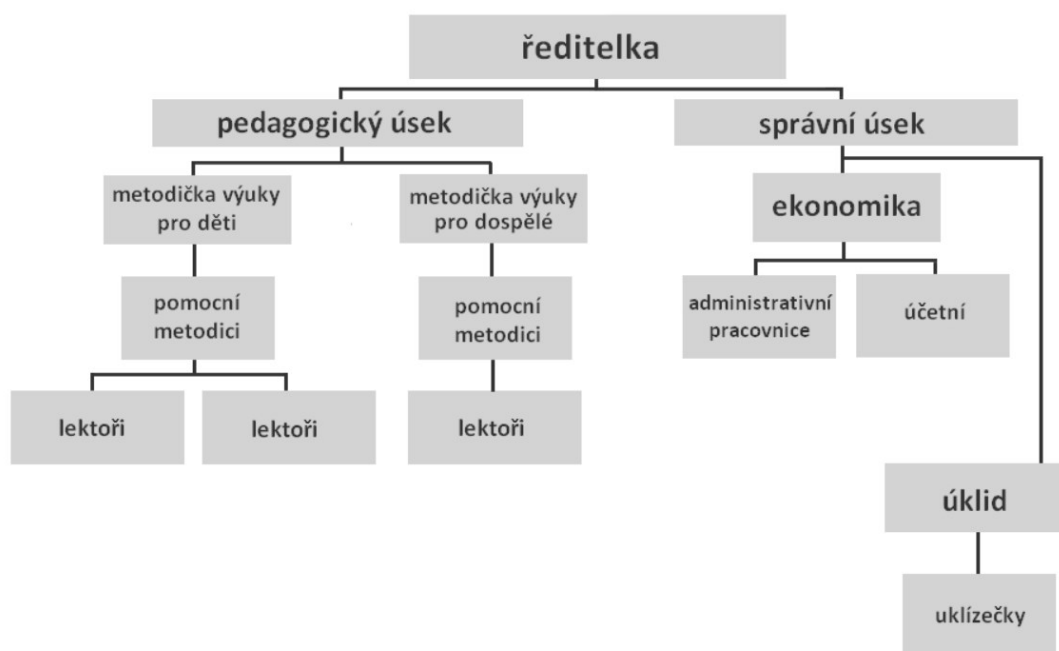 ředitelka
pedagogický úsek
správní úsek
metodička výuky
pro děti
metodička výuky
pro dospělé
ekonomika
pomocní
metodici
pomocní
metodici
administrativní
pracovnice
účetní
lektoři
lektoři
lektoři
úklid
uklízečky